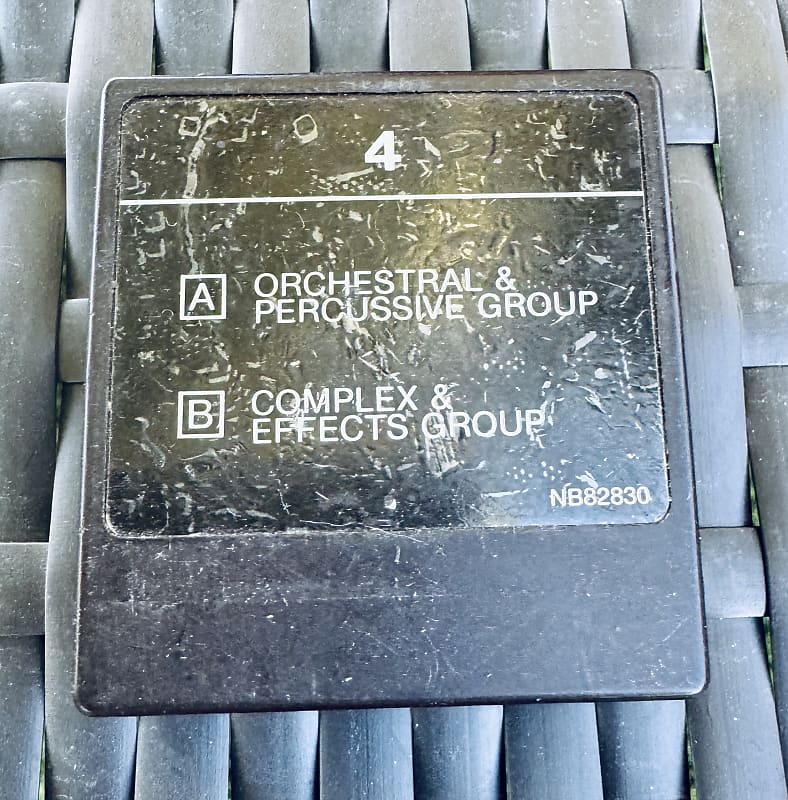 4
A ORCHESTRAL &
PERCUSSIVE GROUP
B COMPLEX &
EFFECTS GROUP
NB82830